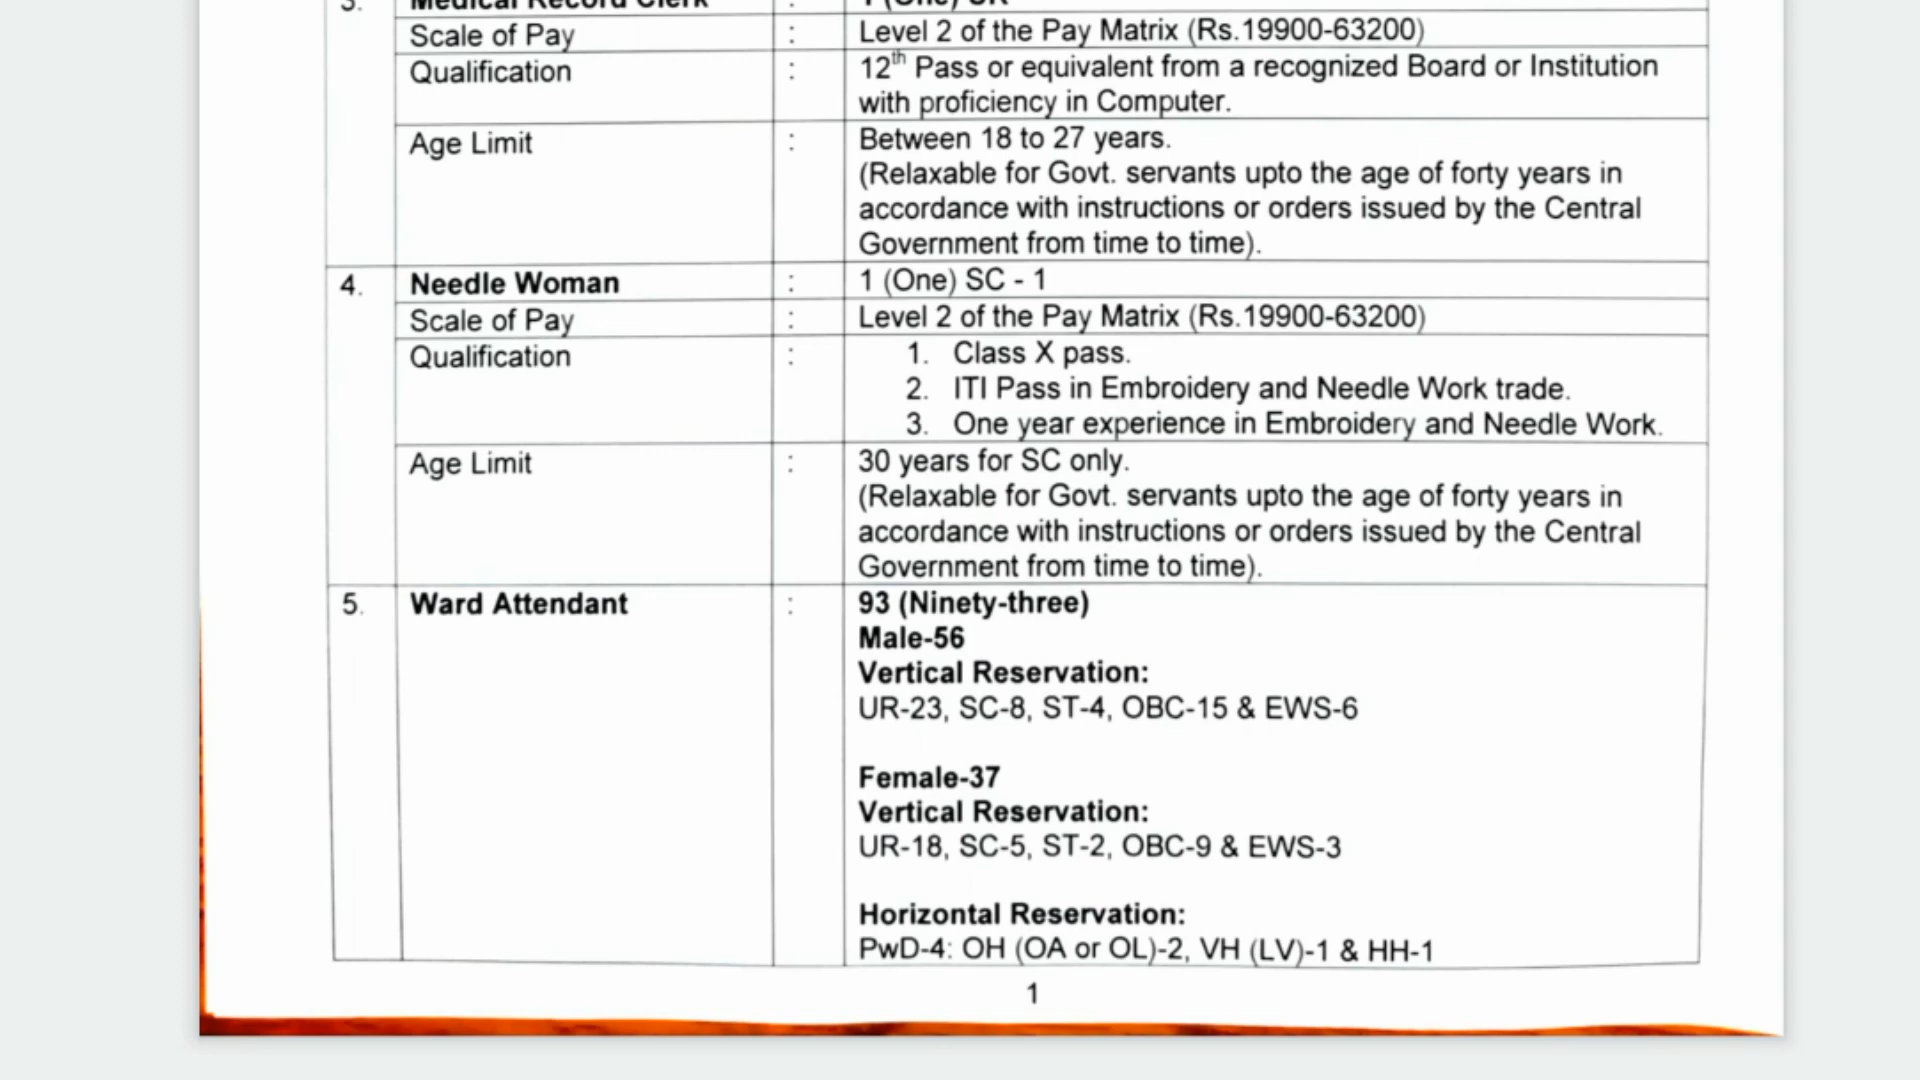 3. Medical Record Clerk : 1 (One) UR
Scale of Pay : Level 2 of the Pay Matrix (Rs.19900-63200)
Qualification : 12th Pass or equivalent from a recognized Board or Institution
with proficiency in Computer.
Age Limit : Between 18 to 27 years.
(Relaxable for Govt. servants upto the age of forty years in
accordance with instructions or orders issued by the Central
Government from time to time).
4. Needle Woman : 1 (One) SC - 1
Scale of Pay : Level 2 of the Pay Matrix (Rs.19900-63200)
Qualification : 1. Class X pass.
2. ITI Pass in Embroidery and Needle Work trade.
3. One year experience in Embroidery and Needle Work.
Age Limit : 30 years for SC only.
(Relaxable for Govt. servants upto the age of forty years in
accordance with instructions or orders issued by the Central
Government from time to time).
5. Ward Attendant : 93 (Ninety-three)
Male-56
Vertical Reservation:
UR-23, SC-8, ST-4, OBC-15 & EWS-6
Female-37
Vertical Reservation:
UR-18, SC-5, ST-2, OBC-9 & EWS-3
Horizontal Reservation:
PwD-4: OH (OA or OL)-2, VH (LV)-1 & HH-1
1